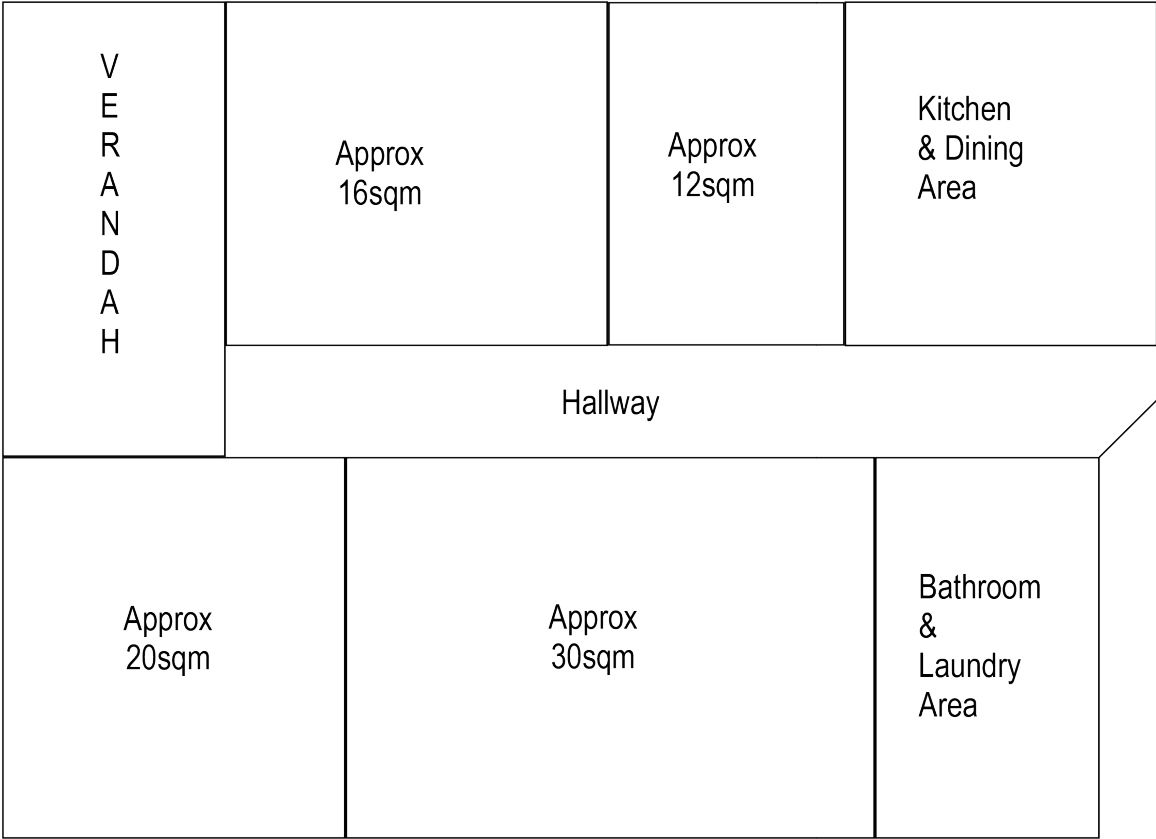 V
E
R
A
N
D
A
H
Approx
16sqm
Approx
12sqm
Kitchen
& Dining
Area
Hallway
Approx
20sqm
Approx
30sqm
Bathroom
&
Laundry
Area